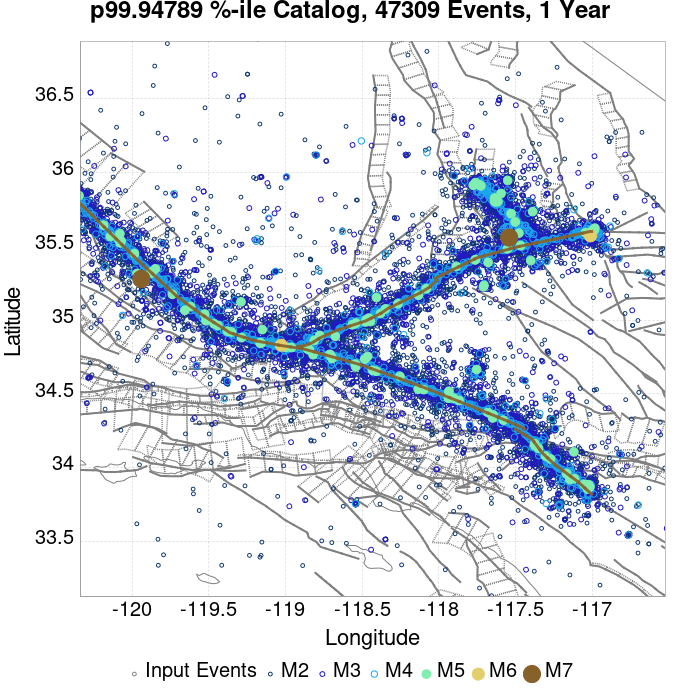 p99.94789 %-ile Catalog, 47309 Events, 1 Year
36.5
36
35.5
35
34.5
34
33.5
Latitude
-120 -119.5 -119 -118.5 -118 -117.5 -117
Longitude
Input Events M2 M3 M4 M5 M6 M7